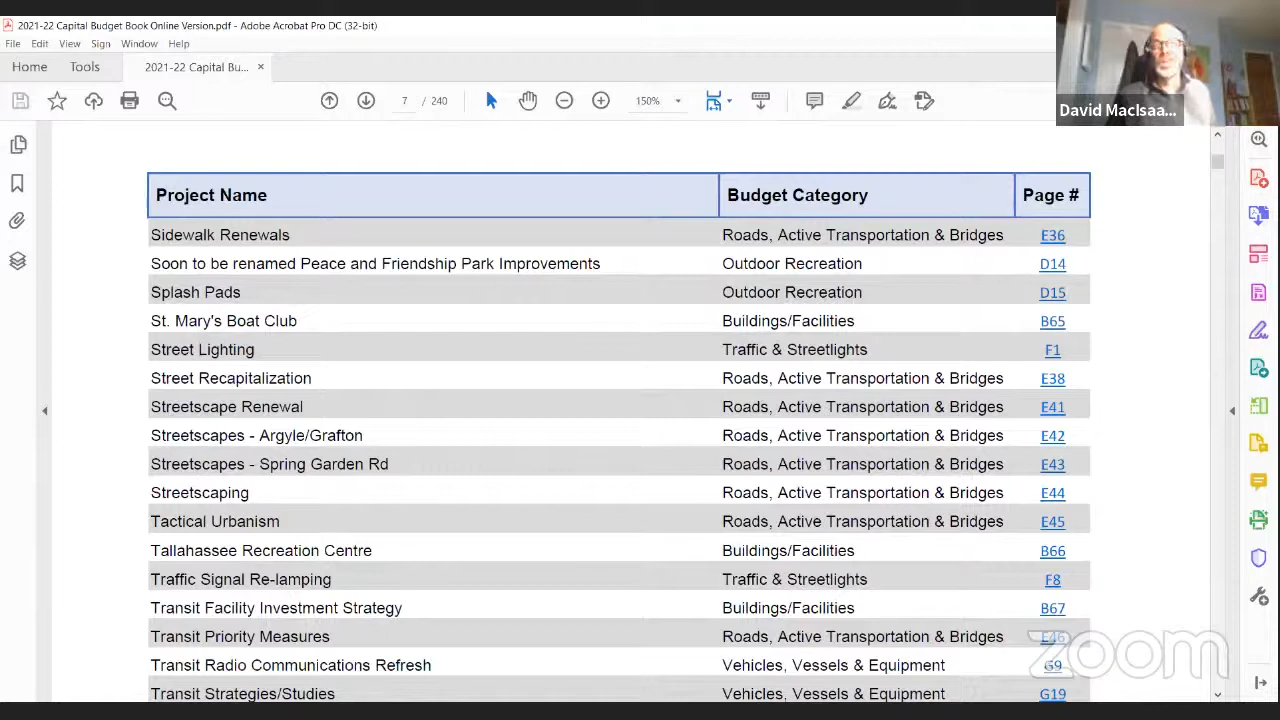 2021-22 Capital Budget Book Online Version.pdf - Adobe Acrobat Pro DC (32-bit)
File Edit View Sign Window Help
Home Tools 2021-22 Capital Bu... ×
7 / 240 150%
David MacIsaa...
Project Name Budget Category Page #
Sidewalk Renewals Roads, Active Transportation & Bridges E36
Soon to be renamed Peace and Friendship Park Improvements Outdoor Recreation D14
Splash Pads Outdoor Recreation D15
St. Mary's Boat Club Buildings/Facilities B65
Street Lighting Traffic & Streetlights F1
Street Recapitalization Roads, Active Transportation & Bridges E38
Streetscape Renewal Roads, Active Transportation & Bridges E41
Streetscapes - Argyle/Grafton Roads, Active Transportation & Bridges E42
Streetscapes - Spring Garden Rd Roads, Active Transportation & Bridges E43
Streetscaping Roads, Active Transportation & Bridges E44
Tactical Urbanism Roads, Active Transportation & Bridges E45
Tallahassee Recreation Centre Buildings/Facilities B66
Traffic Signal Re-lamping Traffic & Streetlights F8
Transit Facility Investment Strategy Buildings/Facilities B67
Transit Priority Measures Roads, Active Transportation & Bridges E46
Transit Radio Communications Refresh Vehicles, Vessels & Equipment G9
Transit Strategies/Studies Vehicles, Vessels & Equipment G19
zoom